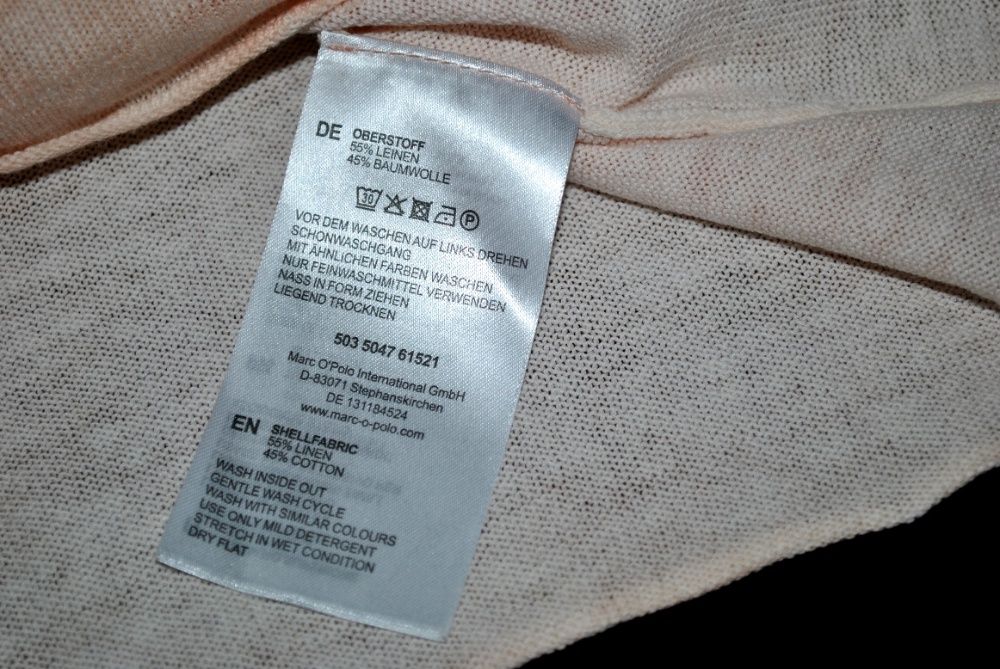 DE OBERSTOFF
55% LEINEN
45% BAUMWOLLE
30 P
VOR DEM WASCHEN AUF LINKS DREHEN
SCHONWASCHGANG
MIT ÄHNLICHEN FARBEN WASCHEN
NUR FEINWASCHMITTEL VERWENDEN
NASS IN FORM ZIEHEN
LIEGEND TROCKNEN
503 5047 61521
Marc O'Polo International GmbH
D-83071 Stephanskirchen
DE 131184524
www.marc-o-polo.com
EN SHELLFABRIC
55% LINEN
45% COTTON
WASH INSIDE OUT
GENTLE WASH CYCLE
WASH WITH SIMILAR COLOURS
USE ONLY MILD DETERGENT
STRETCH IN WET CONDITION
DRY FLAT